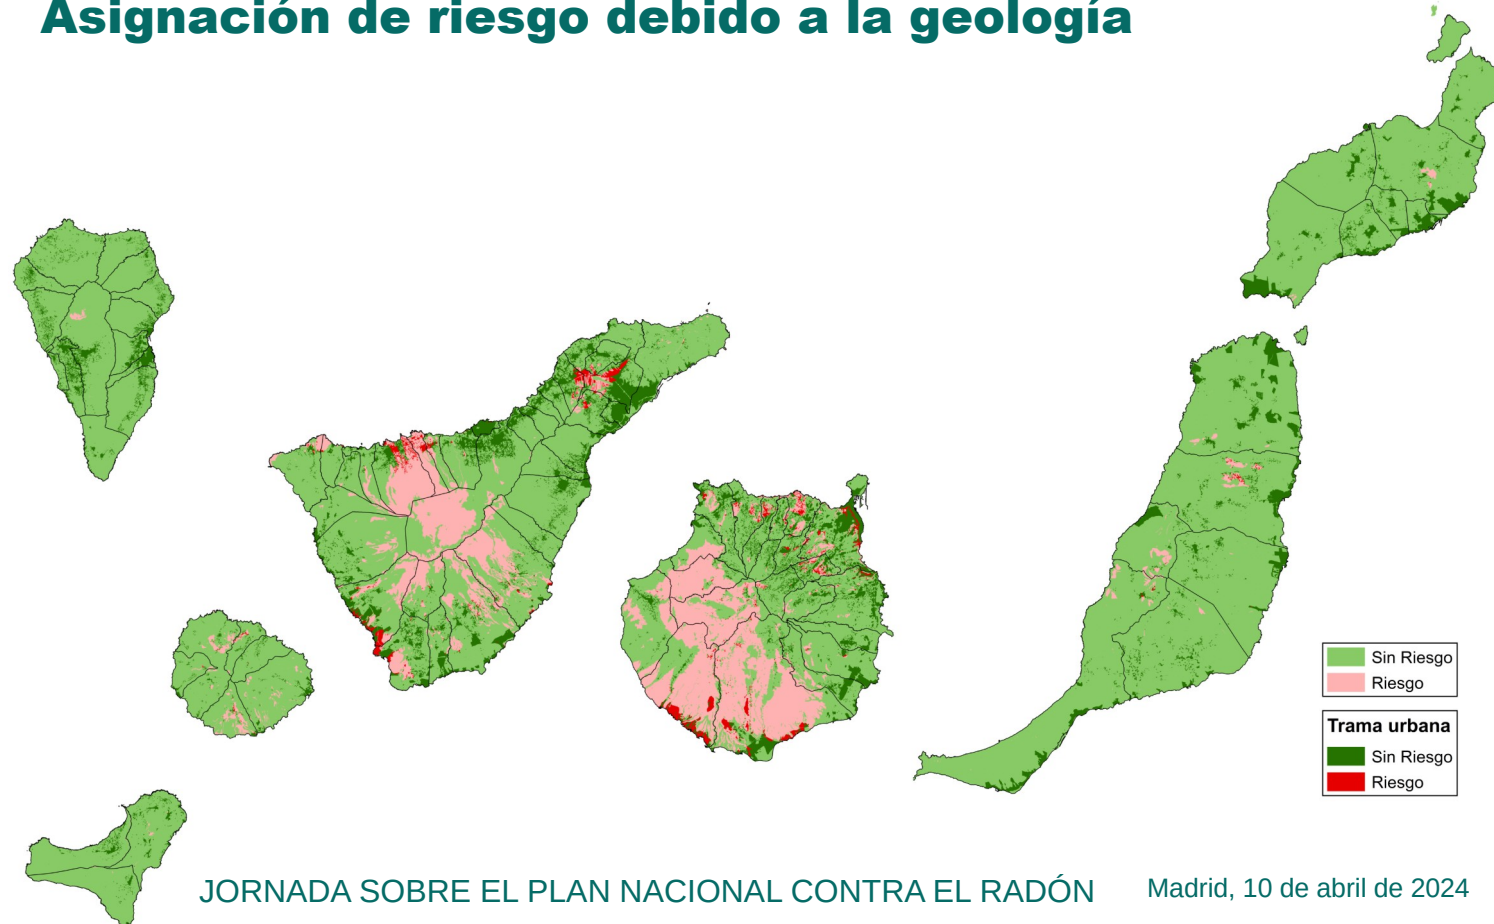 Asignación de riesgo debido a la geología
Sin Riesgo
Riesgo
Trama urbana
Sin Riesgo
Riesgo
JORNADA SOBRE EL PLAN NACIONAL CONTRA EL RADÓN
Madrid, 10 de abril de 2024